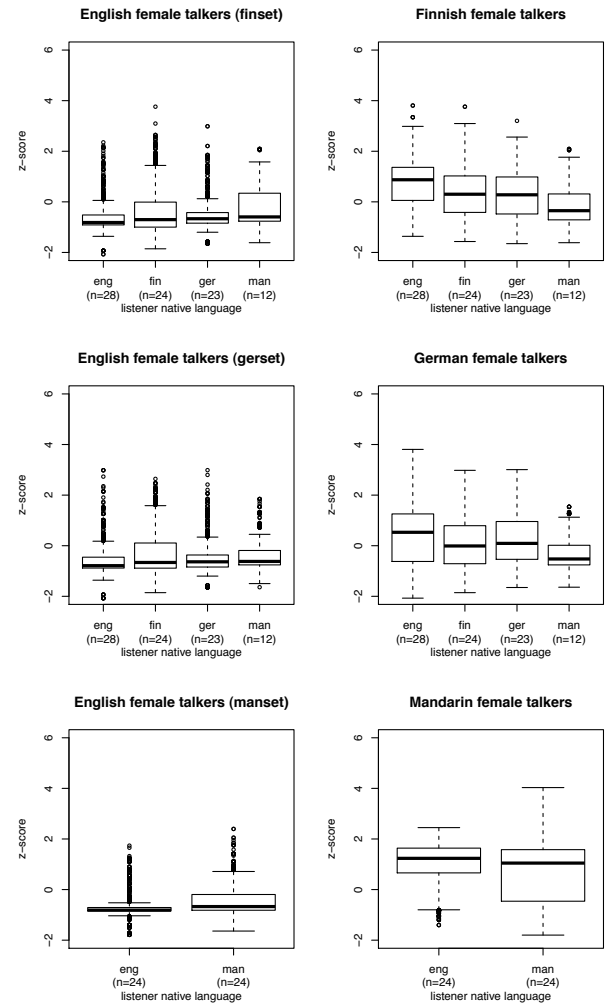 English female talkers (finset)
z−score
6
4
2
0
−2
eng fin ger man
(n=28) (n=24) (n=23) (n=12)
listener native language
Finnish female talkers
z−score
6
4
2
0
−2
eng fin ger man
(n=28) (n=24) (n=23) (n=12)
listener native language
English female talkers (gerset)
z−score
6
4
2
0
−2
eng fin ger man
(n=28) (n=24) (n=23) (n=12)
listener native language
German female talkers
z−score
6
4
2
0
−2
eng fin ger man
(n=28) (n=24) (n=23) (n=12)
listener native language
English female talkers (manset)
z−score
6
4
2
0
−2
eng man
(n=24) (n=24)
listener native language
Mandarin female talkers
z−score
6
4
2
0
−2
eng man
(n=24) (n=24)
listener native language